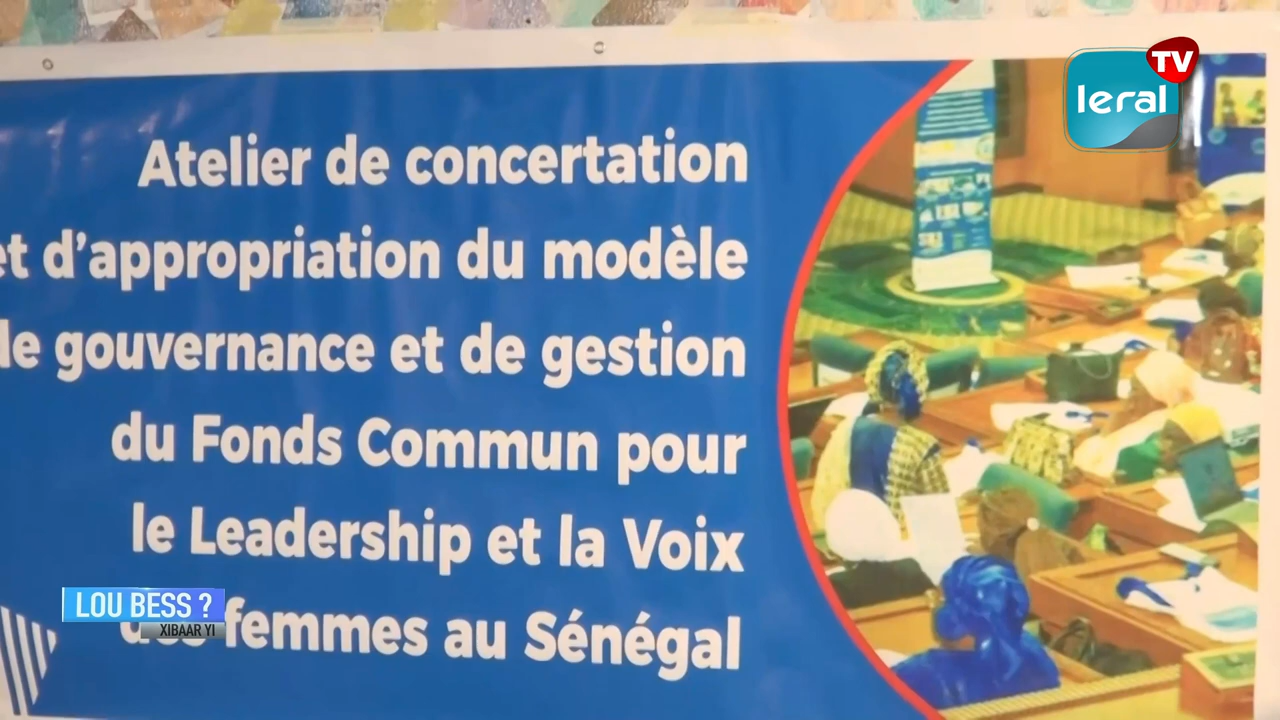 leral
TV
Atelier de concertation
et d'appropriation du modèle
de gouvernance et de gestion
du Fonds Commun pour
le Leadership et la Voix
des femmes au Sénégal
LOU BESS ?
XIBAAR YI